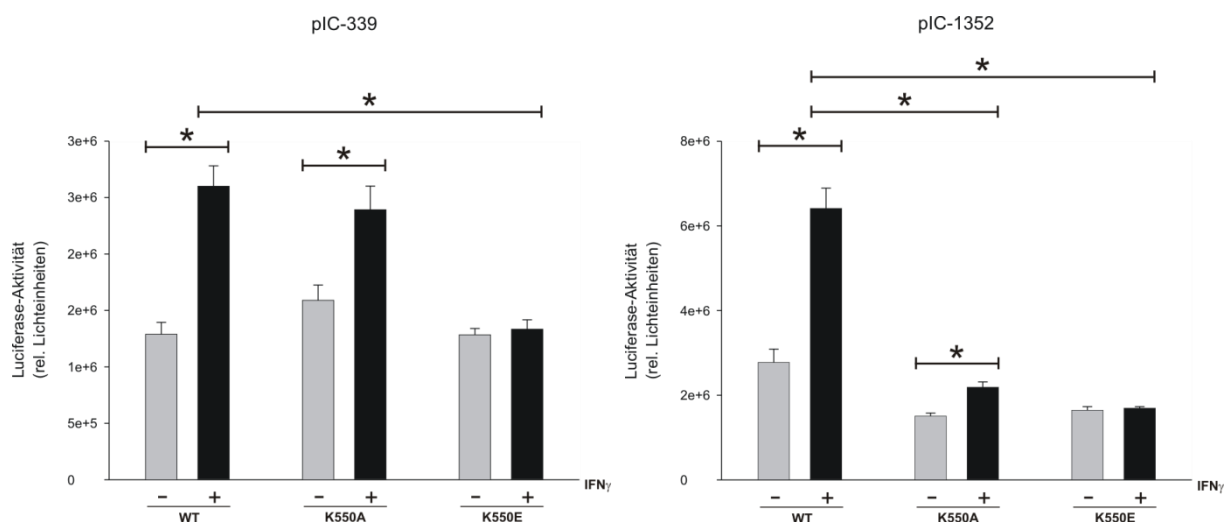 pIC-339
*
*
*
3e+6
3e+6
2e+6
2e+6
1e+6
5e+5
0
Luciferase-Aktivität
(rel. Lichteinheiten)
− + − + − + IFNγ
WT K550A K550E
pIC-1352
*
*
*
*
8e+6
6e+6
4e+6
2e+6
0
Luciferase-Aktivität
(rel. Lichteinheiten)
− + − + − + IFNγ
WT K550A K550E